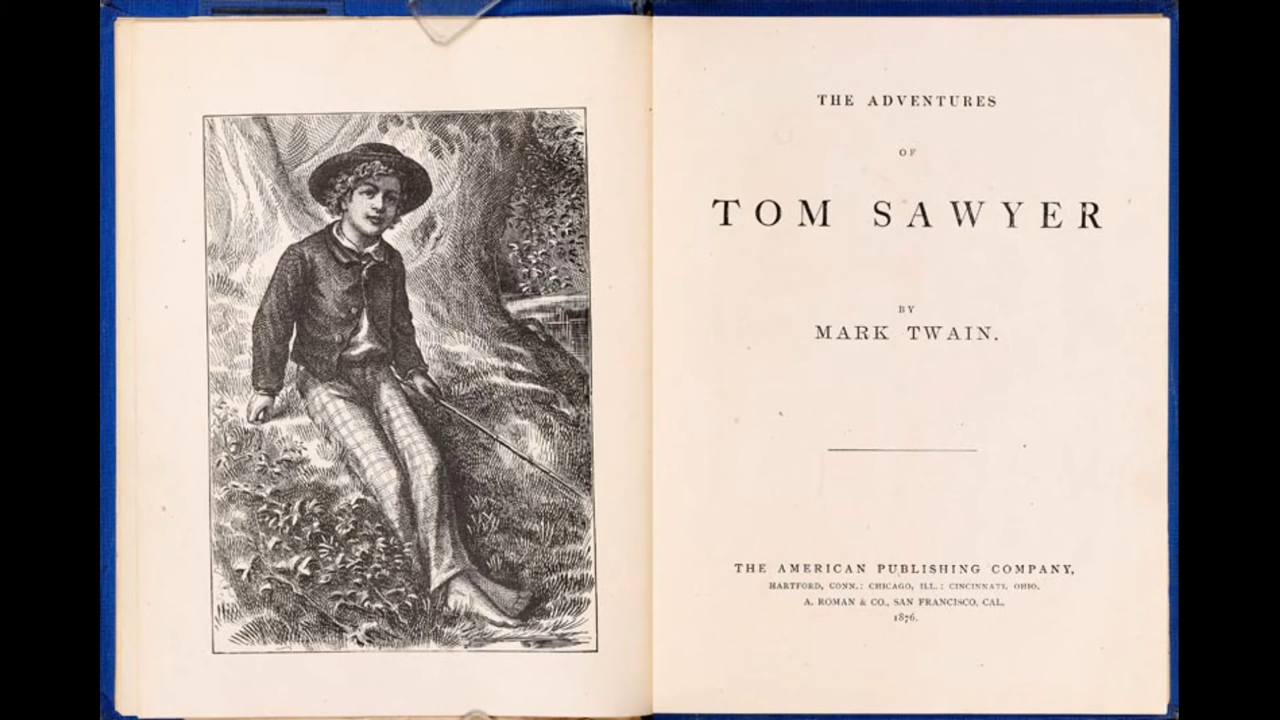 THE ADVENTURES
OF
TOM SAWYER
BY
MARK TWAIN.
THE AMERICAN PUBLISHING COMPANY,
HARTFORD, CONN.: CHICAGO, ILL.: CINCINNATI, OHIO.
A. ROMAN & CO., SAN FRANCISCO, CAL.
1876.